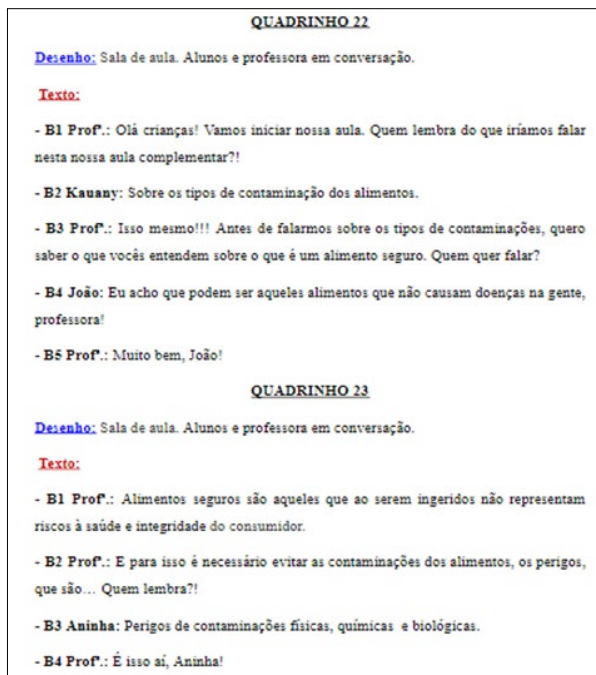 QUADRINHO 22
Desenho: Sala de aula. Alunos e professora em conversação.
Texto:
- B1 Profª.: Olá crianças! Vamos iniciar nossa aula. Quem lembra do que iríamos falar
nesta nossa aula complementar?!
- B2 Kauany: Sobre os tipos de contaminação dos alimentos.
- B3 Profª.: Isso mesmo!!! Antes de falarmos sobre os tipos de contaminações, quero
saber o que vocês entendem sobre o que é um alimento seguro. Quem quer falar?
- B4 João: Eu acho que podem ser aqueles alimentos que não causam doenças na gente,
professora!
- B5 Profª.: Muito bem, João!
QUADRINHO 23
Desenho: Sala de aula. Alunos e professora em conversação.
Texto:
- B1 Profª.: Alimentos seguros são aqueles que ao serem ingeridos não representam
riscos à saúde e integridade do consumidor.
- B2 Profª.: E para isso é necessário evitar as contaminações dos alimentos, os perigos,
que são… Quem lembra?!
- B3 Aninha: Perigos de contaminações físicas, químicas e biológicas.
- B4 Profª.: É isso aí, Aninha!